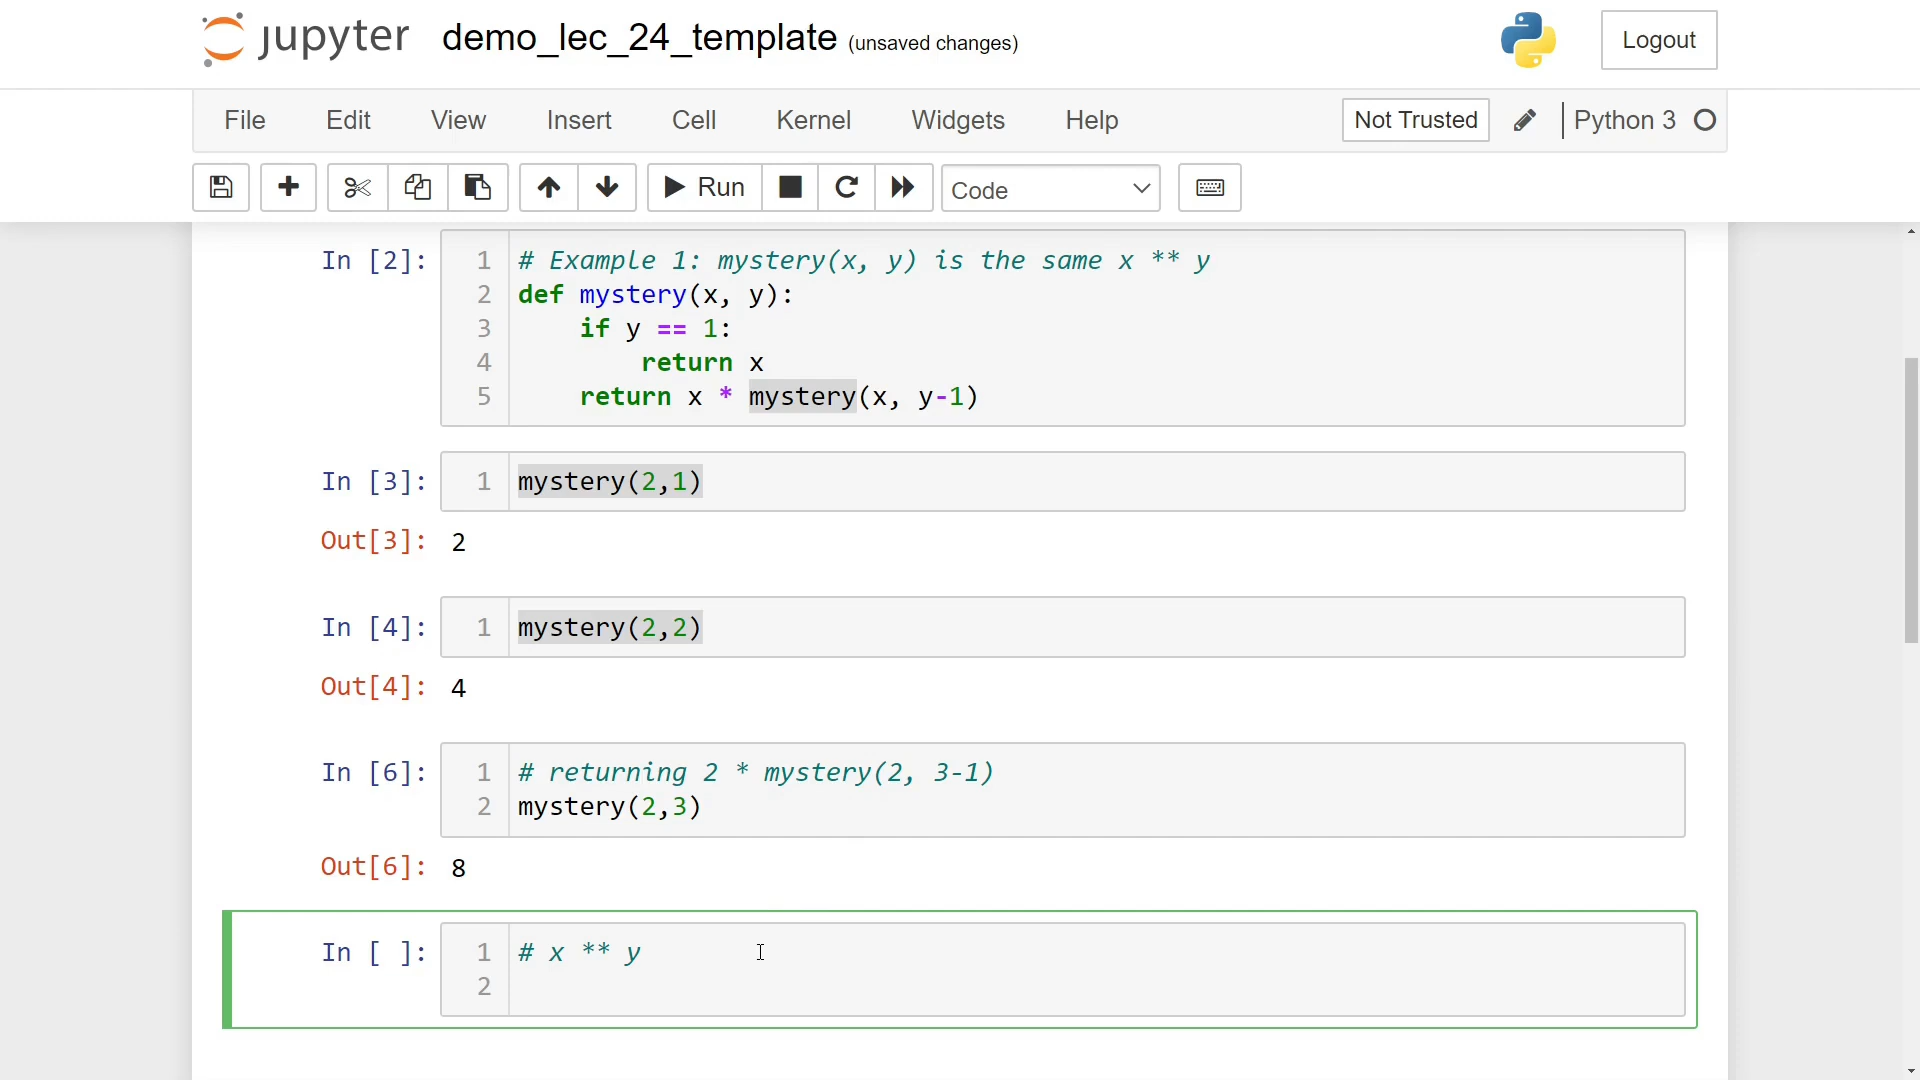 jupyter demo_lec_24_template (unsaved changes) Logout
File Edit View Insert Cell Kernel Widgets Help Not Trusted Python 3
Run Code
In [2]: 1 # Example 1: mystery(x, y) is the same x ** y
2 def mystery(x, y):
3 if y == 1:
4 return x
5 return x * mystery(x, y-1)
In [3]: 1 mystery(2,1)
Out[3]: 2
In [4]: 1 mystery(2,2)
Out[4]: 4
In [6]: 1 # returning 2 * mystery(2, 3-1)
2 mystery(2,3)
Out[6]: 8
In [ ]: 1 # x ** y
2